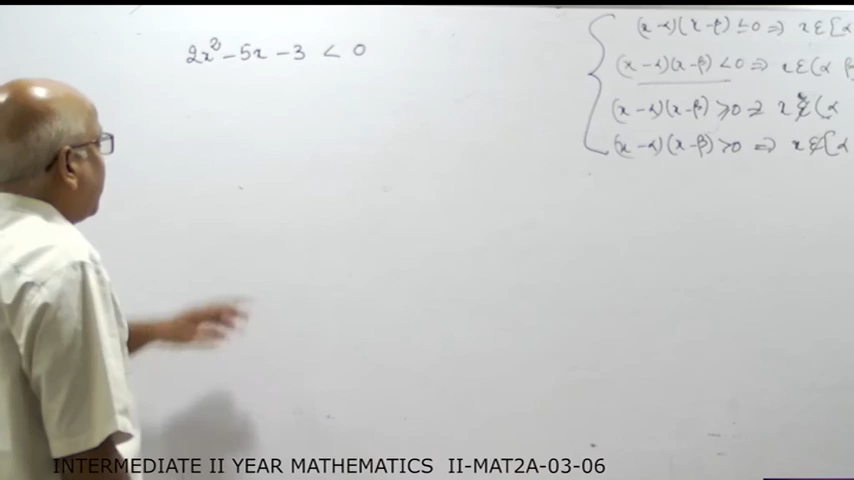 2x² - 5x - 3 < 0
(x-α)(x-β) ≤ 0 ⇒ x ∈ [α
(x-α)(x-β) < 0 ⇒ x ∈ (α β
(x-α)(x-β) ≥ 0 ⇒ x ∉ (α
(x-α)(x-β) > 0 ⇒ x ∉ [α
INTERMEDIATE II YEAR MATHEMATICS II-MAT2A-03-06